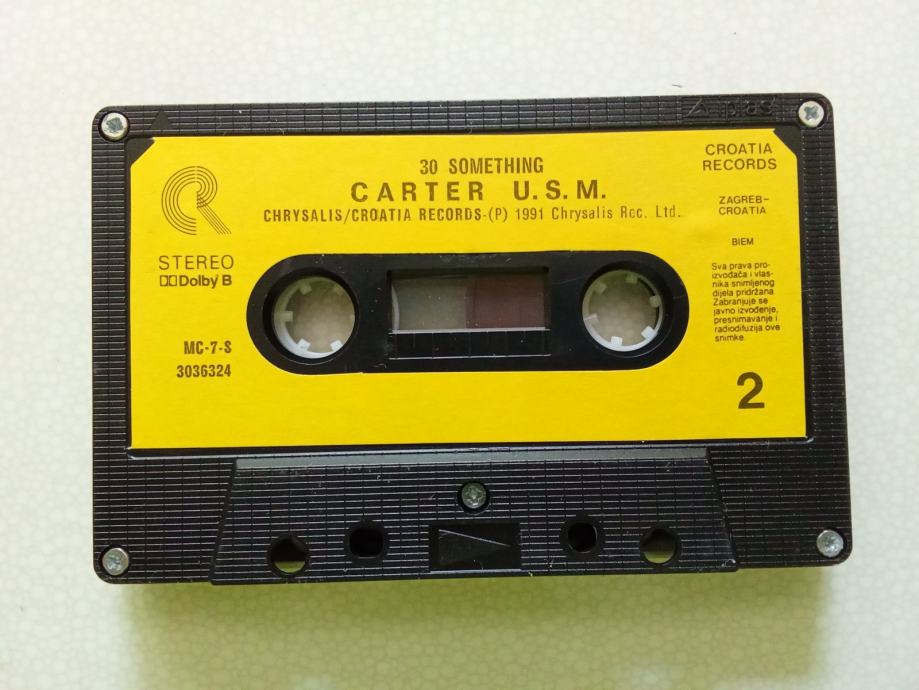 30 SOMETHING
CARTER U.S.M.
CHRYSALIS/CROATIA RECORDS-(P) 1991 Chrysalis Rec. Ltd.
CROATIA
RECORDS
ZAGREB-
CROATIA
BIEM
Sva prava pro-
izvođača i vlas-
nika snimljenog
dijela pridržana
Zabranjuje se
javno izvođenje,
presnimavanje i
radiodifuzija ove
snimke.
STEREO
Dolby B
MC-7-S
3036324
2